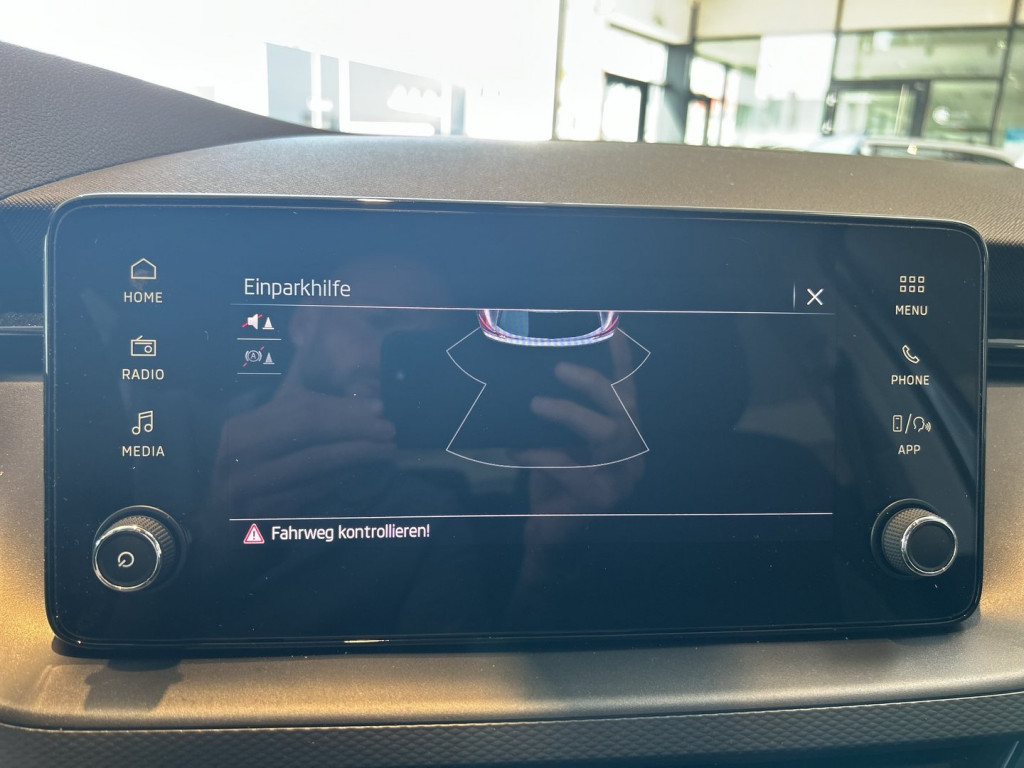 Einparkhilfe
HOME
RADIO
MEDIA
MENU
PHONE
APP
Fahrweg kontrollieren!